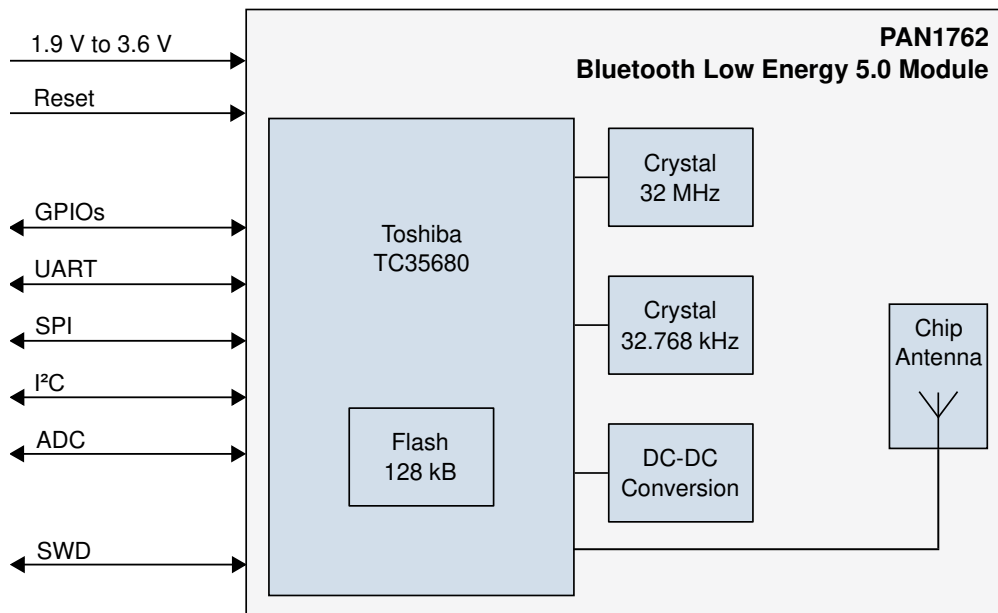 PAN1762
Bluetooth Low Energy 5.0 Module
1.9 V to 3.6 V
Reset
GPIOs
UART
SPI
I²C
ADC
SWD
Toshiba
TC35680
Flash
128 kB
Crystal
32 MHz
Crystal
32.768 kHz
DC-DC
Conversion
Chip
Antenna